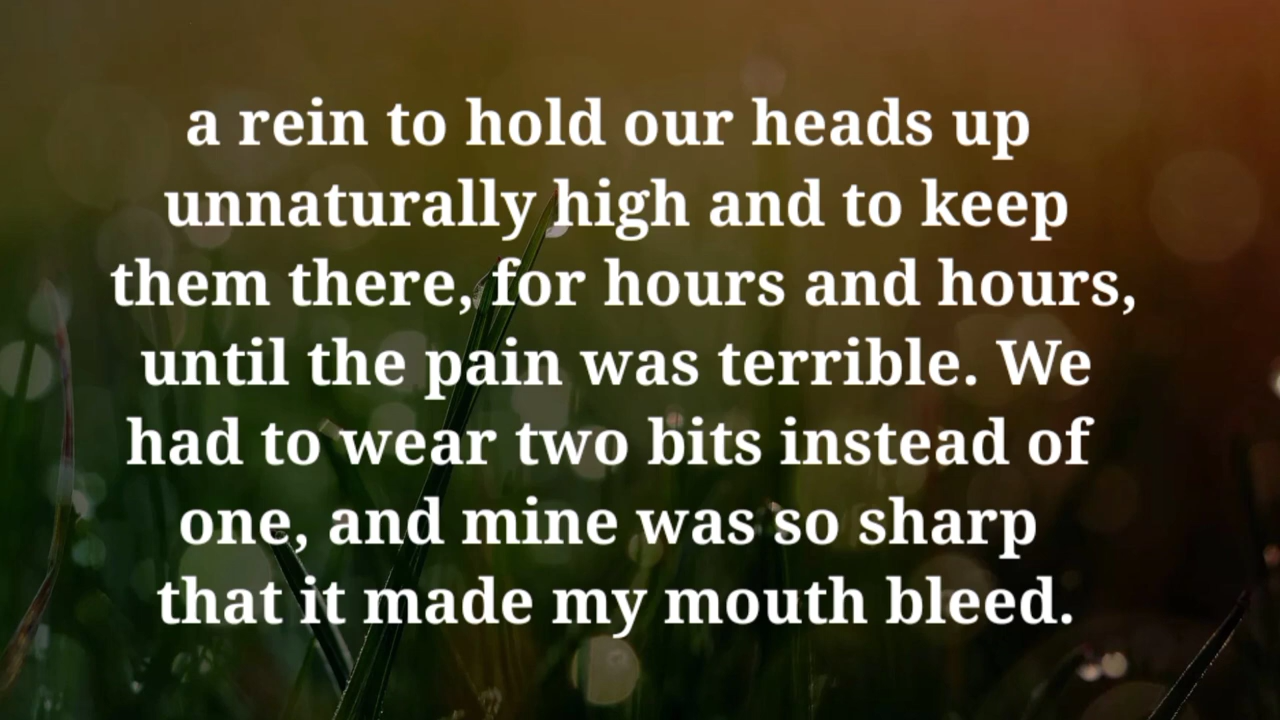 a rein to hold our heads up
unnaturally high and to keep
them there, for hours and hours,
until the pain was terrible. We
had to wear two bits instead of
one, and mine was so sharp
that it made my mouth bleed.